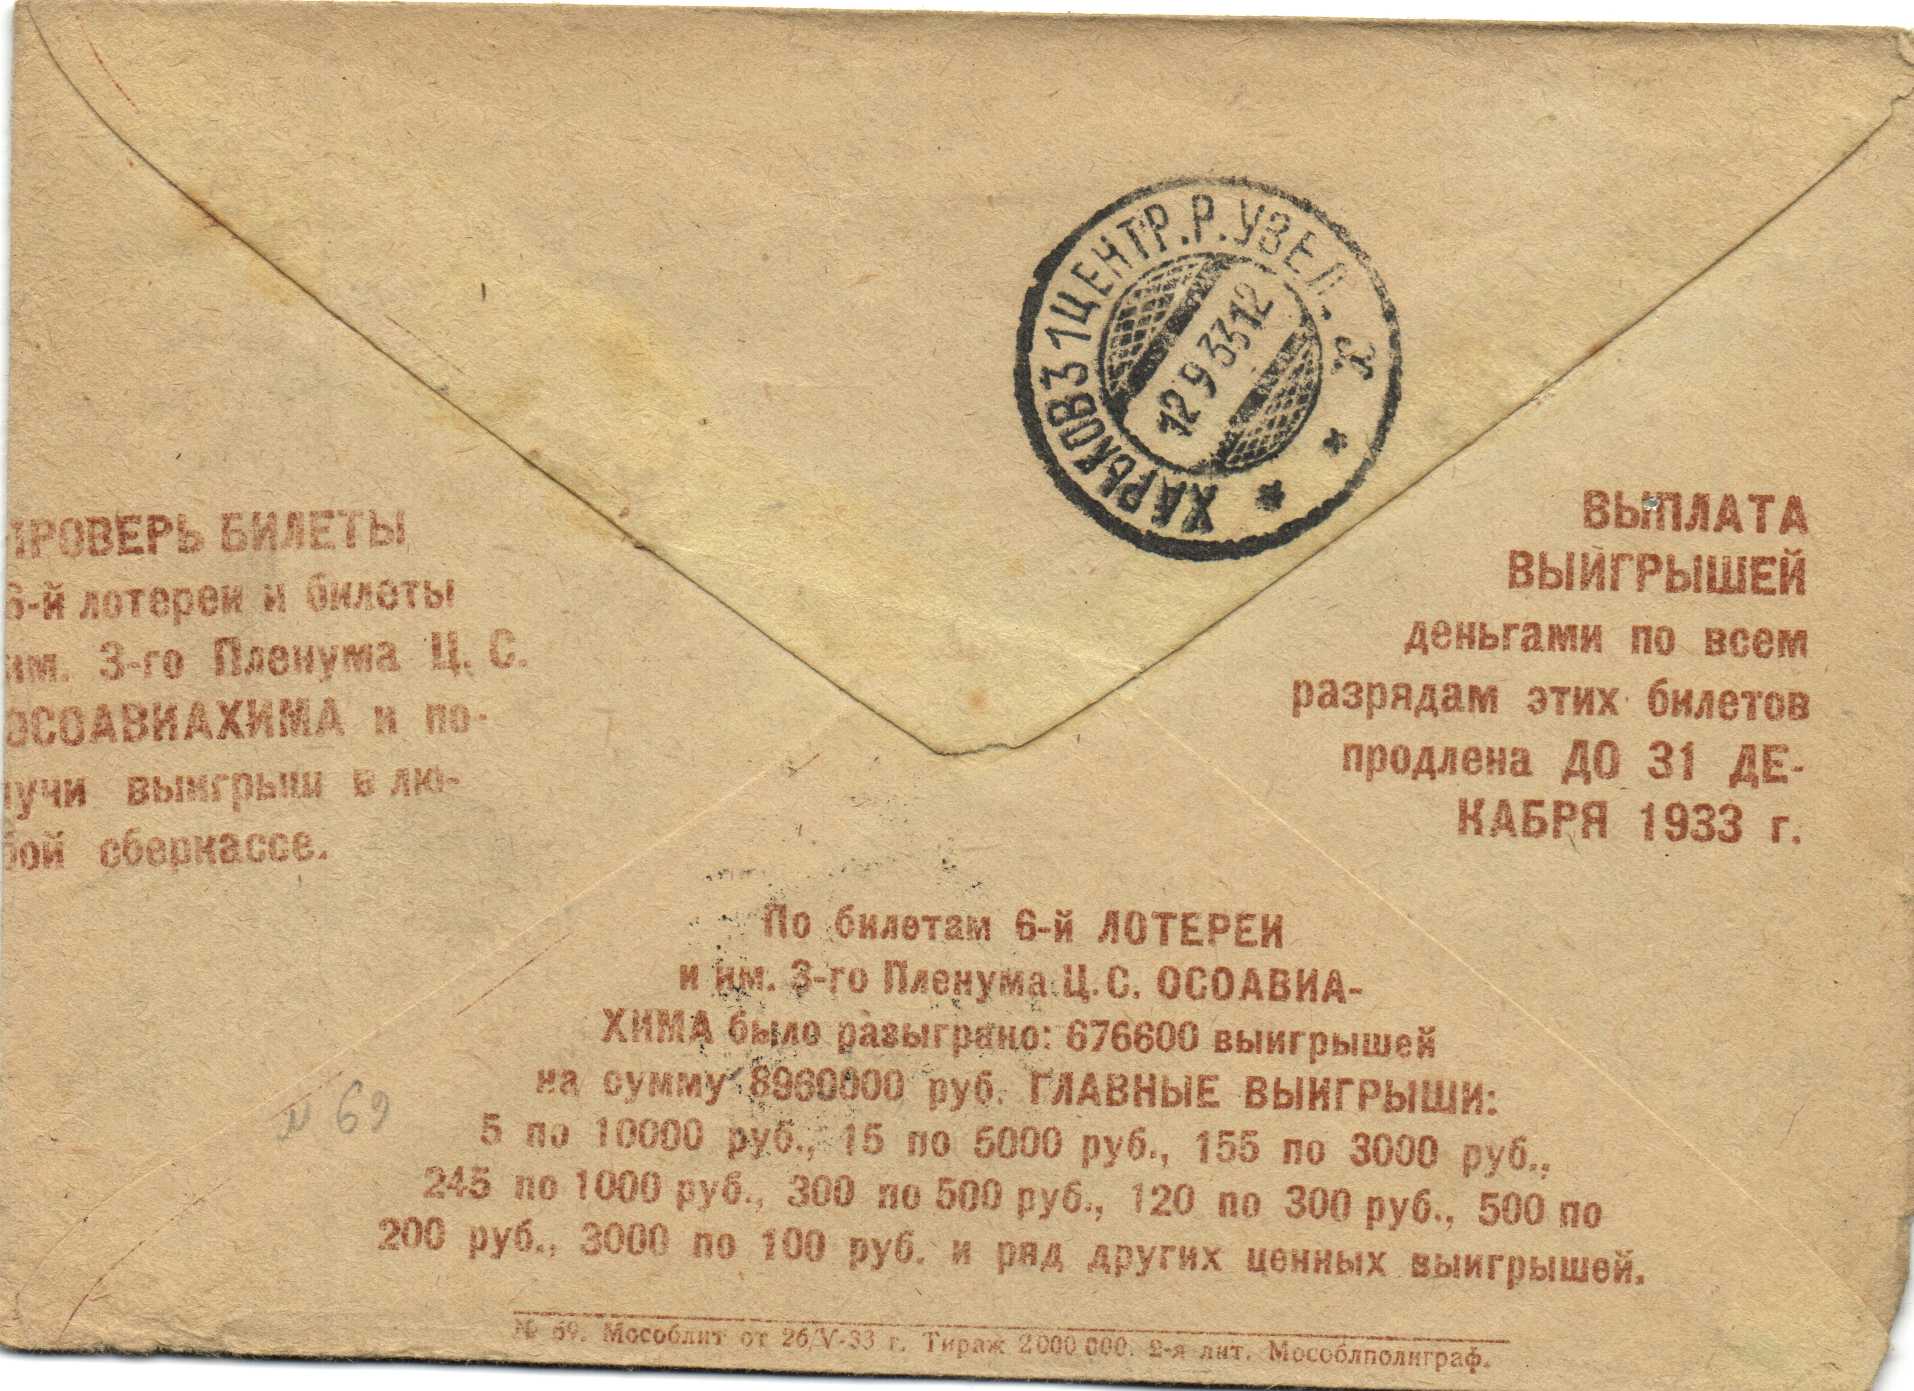 ХАРЬКОВ 3 1 ЦЕНТР. Р. УВЕЛ.
12 9 33 12
ПРОВЕРЬ БИЛЕТЫ
6-й лотереи и билеты
им. 3-го Пленума Ц. С.
ОСОАВИАХИМА и по-
лучи выигрыш в лю-
бой сберкассе.
ВЫПЛАТА
ВЫЙГРЫШЕЙ
деньгами по всем
разрядам этих билетов
продлена ДО 31 ДЕ-
КАБРЯ 1933 г.
По билетам 6-й ЛОТЕРЕИ
и им. 3-го Пленума Ц. С. ОСОАВИА-
ХИМА было разыграно: 676600 выигрышей
на сумму 8960000 руб. ГЛАВНЫЕ ВЫИГРЫШИ:
5 по 10000 руб., 15 по 5000 руб., 155 по 3000 руб.,
245 по 1000 руб., 300 по 500 руб., 120 по 300 руб., 500 по
200 руб., 3000 по 100 руб. и ряд других ценных выигрышей.
N 69
№ 69. Мособлит от 26/V-33 г. Тираж 2000000. 2-я лит. Мособлполиграф.